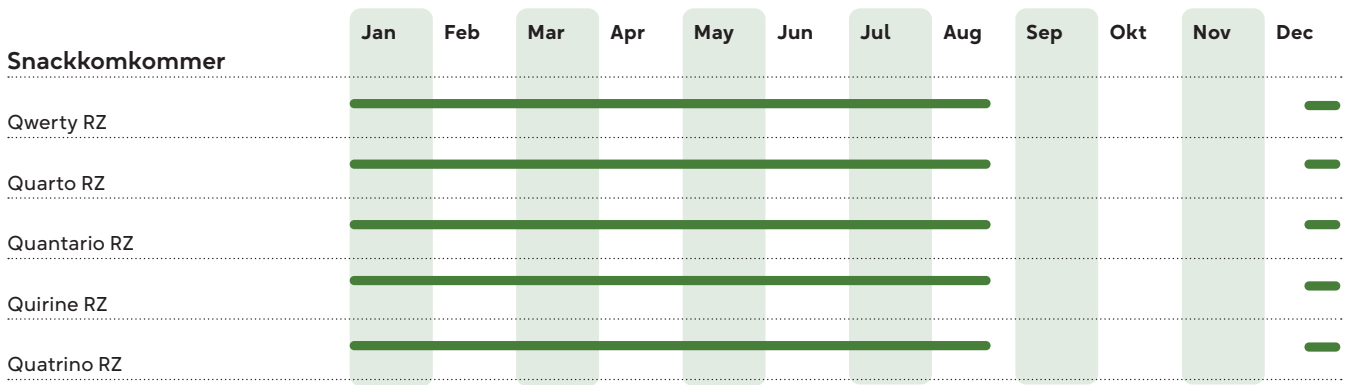 Jan Feb Mar Apr May Jun Jul Aug Sep Okt Nov Dec
Snackkomkommer
Qwerty RZ
Quarto RZ
Quantario RZ
Quirine RZ
Quatrino RZ